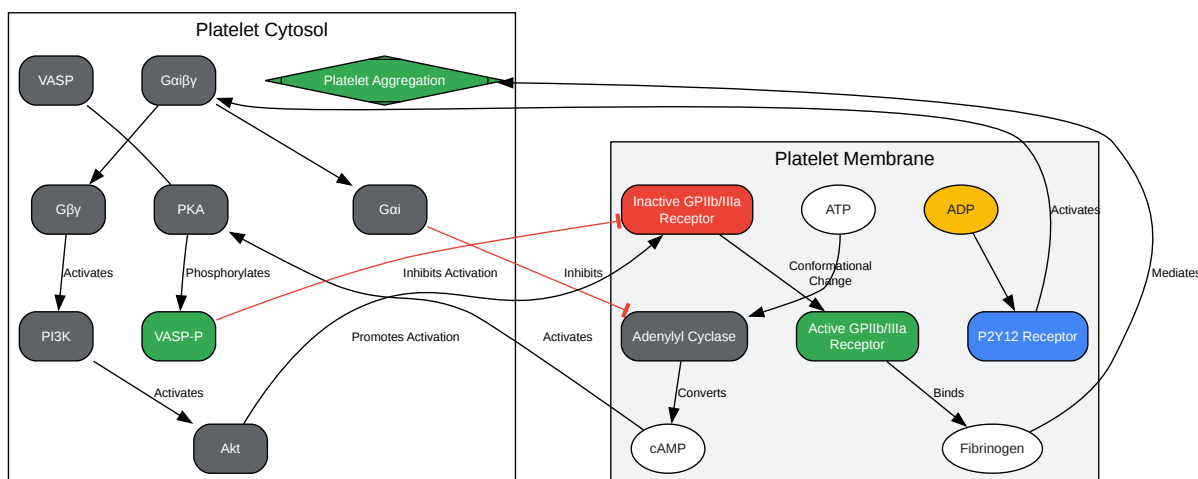 Platelet Cytosol
VASP
Gαiβγ
Platelet Aggregation
Platelet Membrane
Gβγ
PKA
Gαi
Inactive GPIIb/IIIa
Receptor
ATP
ADP
Activates
Activates
Phosphorylates
Inhibits Activation
Inhibits
Conformational
Change
Mediates
PI3K
VASP-P
Promotes Activation
Activates
Adenylyl Cyclase
Active GPIIb/IIIa
Receptor
P2Y12 Receptor
Activates
Converts
Binds
Akt
cAMP
Fibrinogen